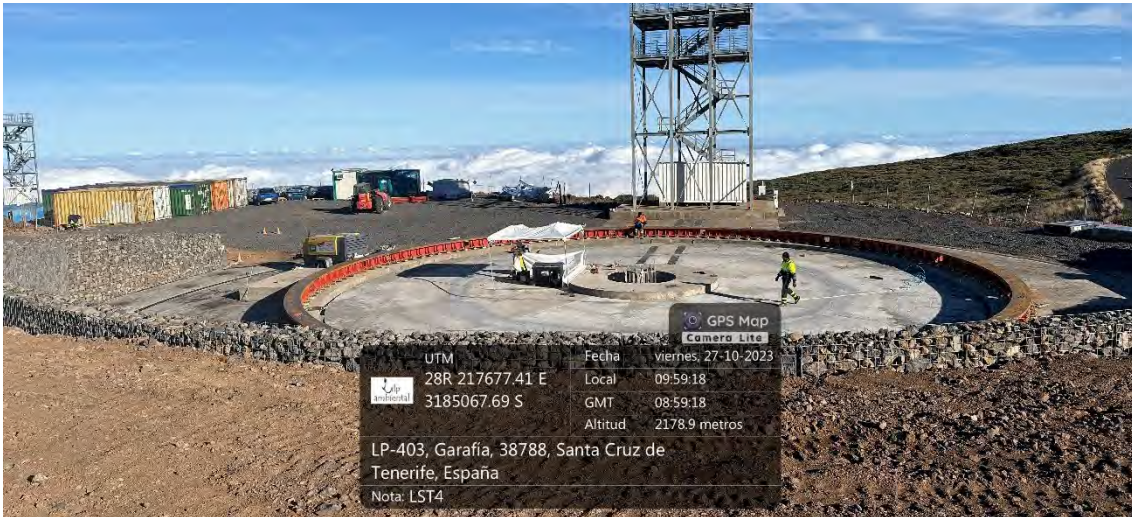 GPS Map
Camera Lite
UTM
28R 217677.41 E
3185067.69 S
ambiental
Fecha viernes, 27-10-2023
Local 09:59:18
GMT 08:59:18
Altitud 2178.9 metros
LP-403, Garafía, 38788, Santa Cruz de
Tenerife, España
Nota: LST4